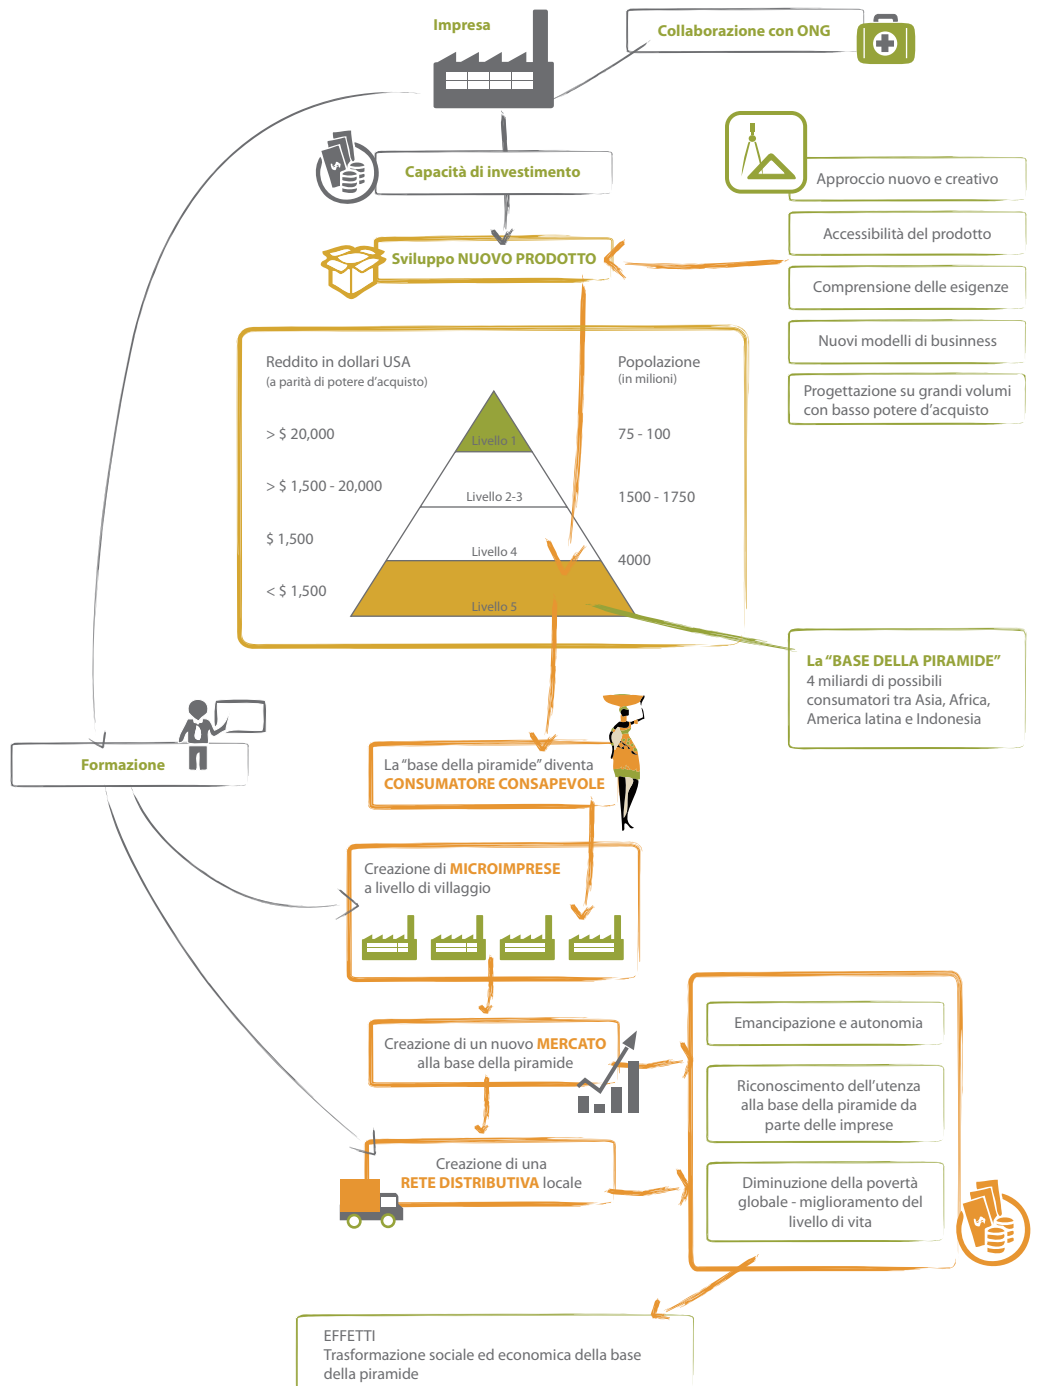 Impresa
Collaborazione con ONG
Capacità di investimento
Approccio nuovo e creativo
Accessibilità del prodotto
Sviluppo NUOVO PRODOTTO
Comprensione delle esigenze
Nuovi modelli di businness
Progettazione su grandi volumi
con basso potere d'acquisto
Reddito in dollari USA
(a parità di potere d'acquisto)
Popolazione
(in milioni)
> $ 20,000
Livello 1
75 - 100
> $ 1,500 - 20,000
Livello 2-3
1500 - 1750
$ 1,500
Livello 4
4000
< $ 1,500
Livello 5
La "BASE DELLA PIRAMIDE"
4 miliardi di possibili
consumatori tra Asia, Africa,
America latina e Indonesia
Formazione
La "base della piramide" diventa
CONSUMATORE CONSAPEVOLE
Creazione di MICROIMPRESE
a livello di villaggio
Creazione di un nuovo MERCATO
alla base della piramide
Emancipazione e autonomia
Riconoscimento dell'utenza
alla base della piramide da
parte delle imprese
Creazione di una
RETE DISTRIBUTIVA locale
Diminuzione della povertà
globale - miglioramento del
livello di vita
EFFETTI
Trasformazione sociale ed economica della base
della piramide